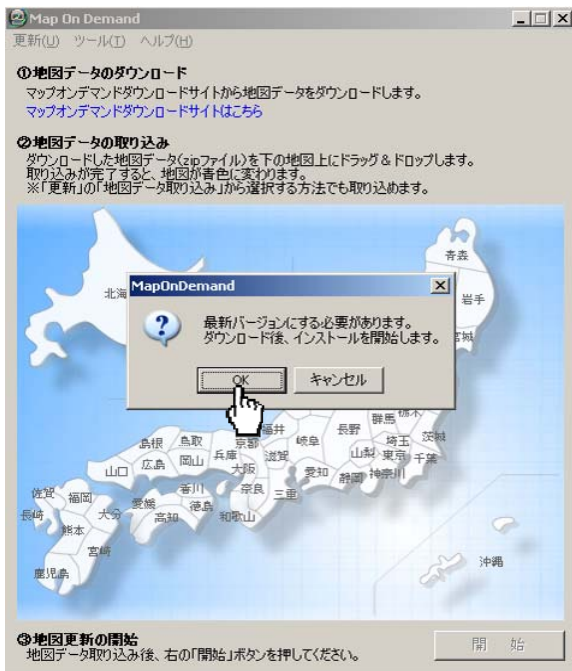 Map On Demand
更新(U) ツール(T) ヘルプ(H)
①地図データのダウンロード
マップオンデマンドダウンロードサイトから地図データをダウンロードします。
マップオンデマンドダウンロードサイトはこちら
②地図データの取り込み
ダウンロードした地図データ(zipファイル)を下の地図上にドラッグ&ドロップします。
取り込みが完了すると、地図が青色に変わります。
※「更新」の「地図データ取り込み」から選択する方法でも取り込めます。
青森
北海
岩手
MapOnDemand
最新バージョンにする必要があります。
ダウンロード後、インストールを開始します。
OK キャンセル
群馬 栃木
福井 長野
島根 鳥取 京都 岐阜 埼玉 茨城
兵庫 滋賀 山梨 東京 千葉
山口 広島 岡山 大阪 愛知 静岡 神奈川
佐賀 福岡 愛媛 香川 奈良 三重
長崎 大分 高知 徳島 和歌山
熊本
宮崎
鹿児島
沖縄
③地図更新の開始
地図データ取り込み後、右の「開始」ボタンを押してください。
開 始